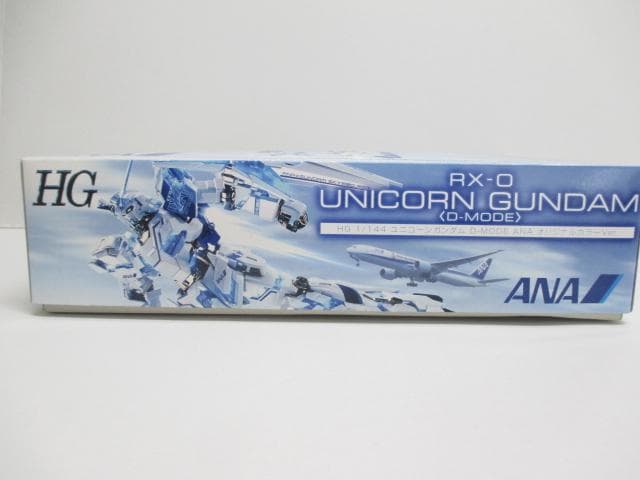 HG
RX-0
UNICORN GUNDAM
〈D-MODE〉
HG 1/144 ユニコーンガンダム D-MODE ANA オリジナルカラーVer.
ANA